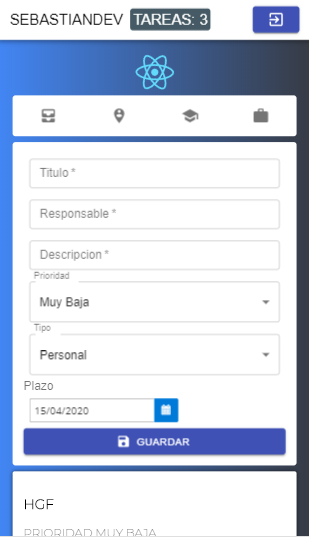 SEBASTIANDEV TAREAS: 3
Titulo *
Responsable *
Descripcion *
Prioridad
Muy Baja
Tipo
Personal
Plazo
15/04/2020
GUARDAR
HGF
PRIORIDAD MUY BAJA